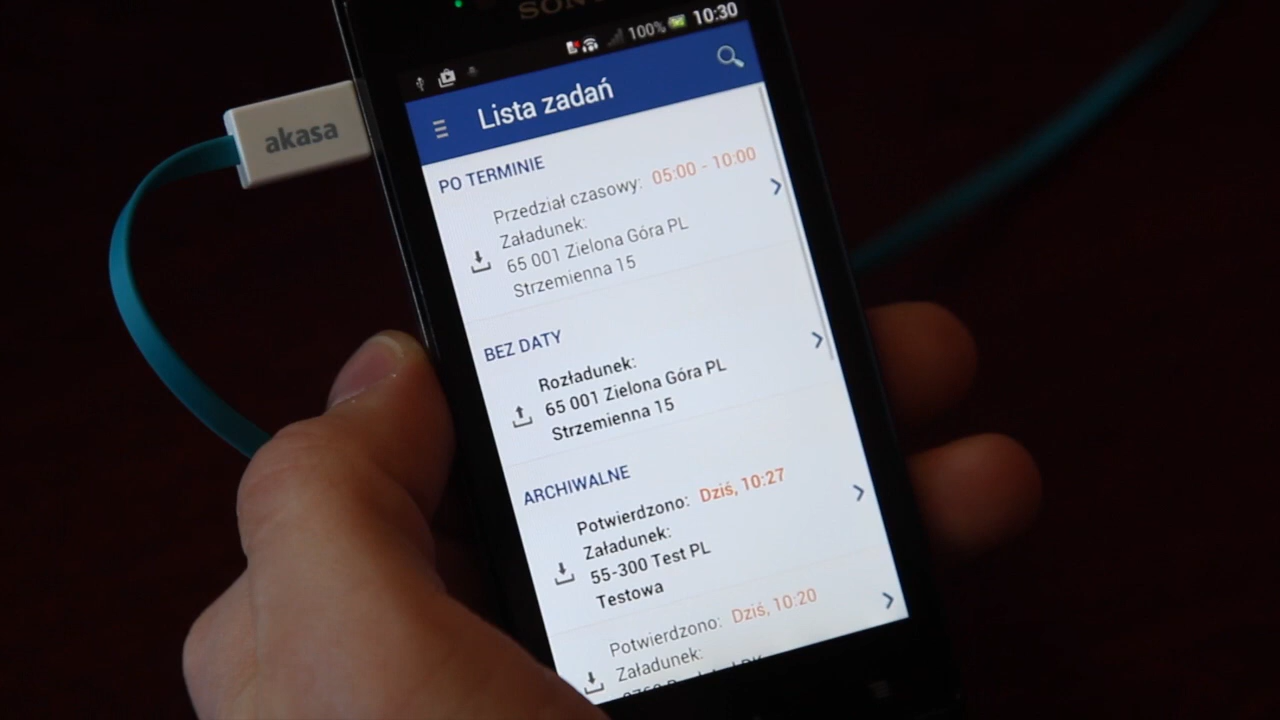 SONY
100% 10:30
akasa
Lista zadań
PO TERMINIE
Przedział czasowy: 05:00 - 10:00
Załadunek:
65 001 Zielona Góra PL
Strzemienna 15
BEZ DATY
Rozładunek:
65 001 Zielona Góra PL
Strzemienna 15
ARCHIWALNE
Potwierdzono: Dziś, 10:27
Załadunek:
55-300 Test PL
Testowa
Potwierdzono: Dziś, 10:20
Załadunek: